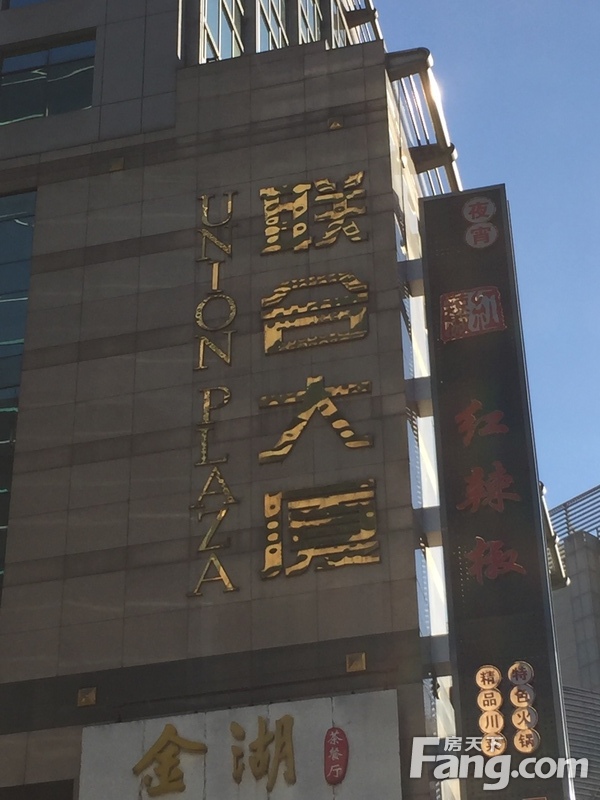 UNION PLAZA
联合大厦
夜宵
红辣椒
精品川菜
特色火锅
金湖
茶餐厅
房天下
Fang.com